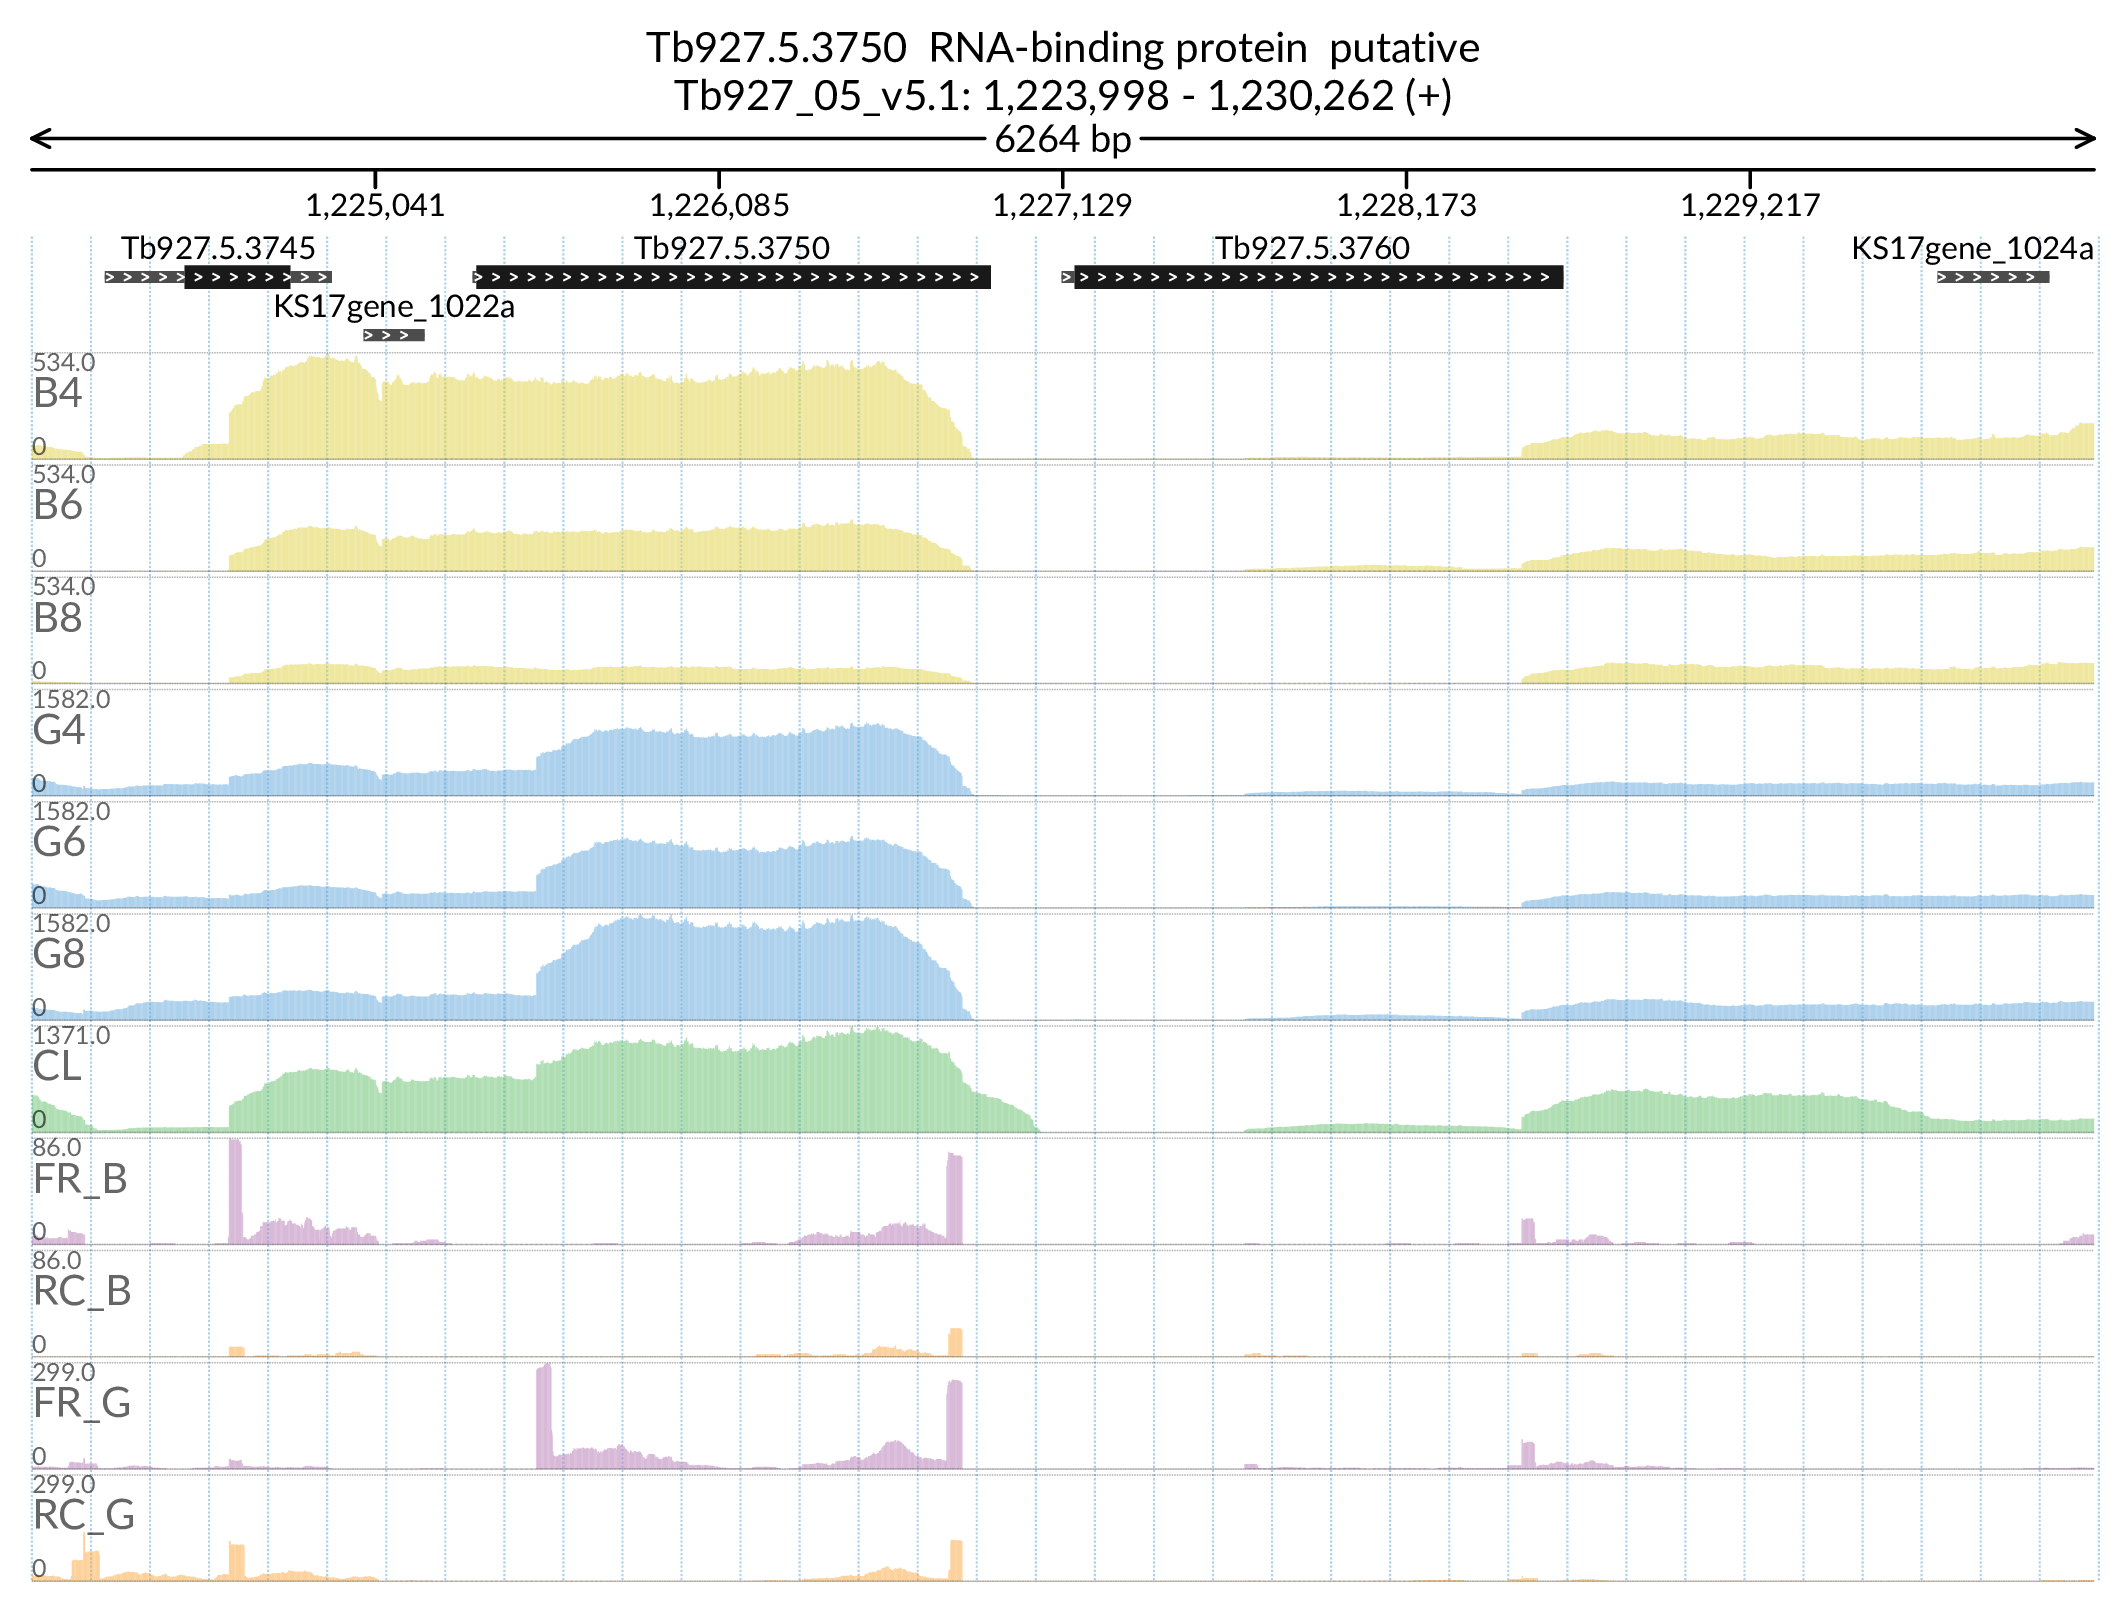 Tb927.5.3750  RNA-binding protein  putative
Tb927_05_v5.1: 1,223,998 - 1,230,262 (+)
6264 bp
1,225,041 1,226,085 1,227,129 1,228,173 1,229,217
Tb927.5.3745 Tb927.5.3750 Tb927.5.3760 KS17gene_1024a
KS17gene_1022a
534.0
B4
0
534.0
B6
0
534.0
B8
0
1582.0
G4
0
1582.0
G6
0
1582.0
G8
0
1371.0
CL
0
86.0
FR_B
0
86.0
RC_B
0
299.0
FR_G
0
299.0
RC_G
0